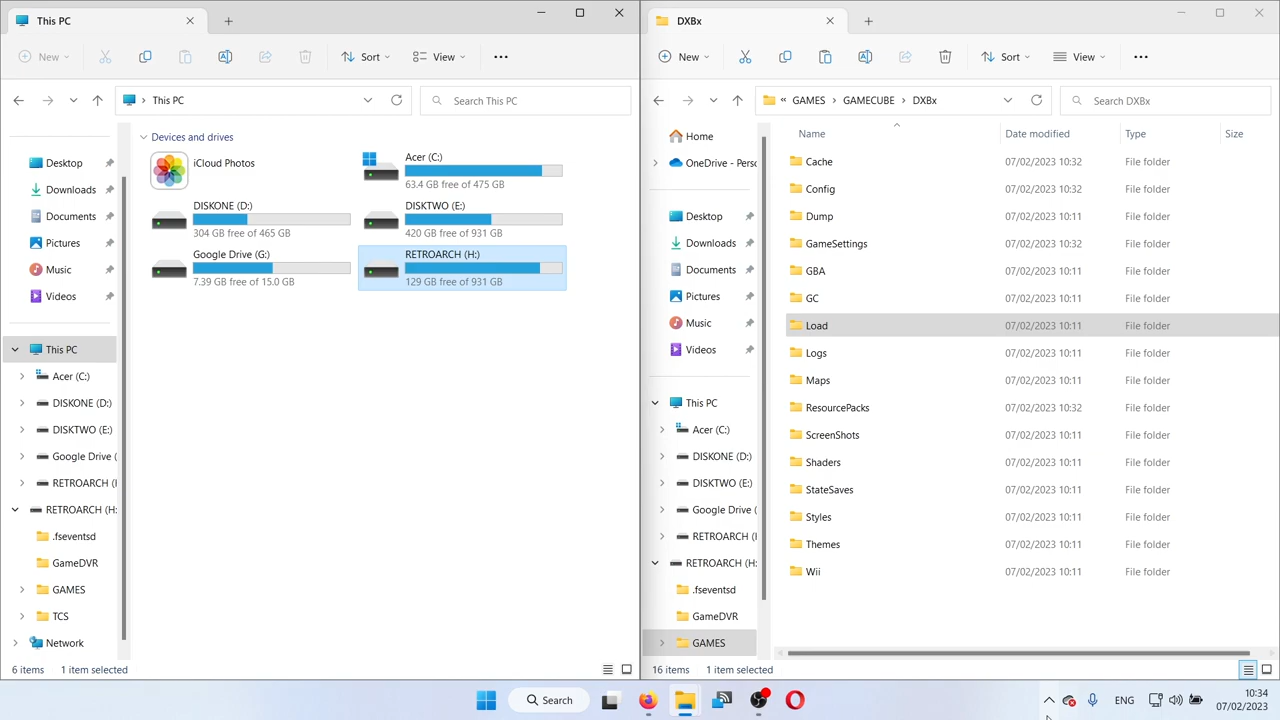 This PC
New
Sort
View
This PC
Search This PC
Desktop
Downloads
Documents
Pictures
Music
Videos
This PC
Acer (C:)
DISKONE (D:)
DISKTWO (E:)
Google Drive (
RETROARCH (H
RETROARCH (H:
.fseventsd
GameDVR
GAMES
TCS
Network
Devices and drives
iCloud Photos
Acer (C:)
63.4 GB free of 475 GB
DISKONE (D:)
304 GB free of 465 GB
DISKTWO (E:)
420 GB free of 931 GB
Google Drive (G:)
7.39 GB free of 15.0 GB
RETROARCH (H:)
129 GB free of 931 GB
6 items
1 item selected
DXBx
New
Sort
View
« GAMES › GAMECUBE › DXBx
Search DXBx
Home
OneDrive - Perso
Desktop
Downloads
Documents
Pictures
Music
Videos
This PC
Acer (C:)
DISKONE (D:)
DISKTWO (E:)
Google Drive (
RETROARCH (H
RETROARCH (H:
.fseventsd
GameDVR
GAMES
Name Date modified Type Size
Cache 07/02/2023 10:32 File folder
Config 07/02/2023 10:32 File folder
Dump 07/02/2023 10:11 File folder
GameSettings 07/02/2023 10:32 File folder
GBA 07/02/2023 10:11 File folder
GC 07/02/2023 10:11 File folder
Load 07/02/2023 10:11 File folder
Logs 07/02/2023 10:11 File folder
Maps 07/02/2023 10:11 File folder
ResourcePacks 07/02/2023 10:32 File folder
ScreenShots 07/02/2023 10:11 File folder
Shaders 07/02/2023 10:11 File folder
StateSaves 07/02/2023 10:11 File folder
Styles 07/02/2023 10:11 File folder
Themes 07/02/2023 10:11 File folder
Wii 07/02/2023 10:11 File folder
16 items
1 item selected
Search
ENG
10:34
07/02/2023